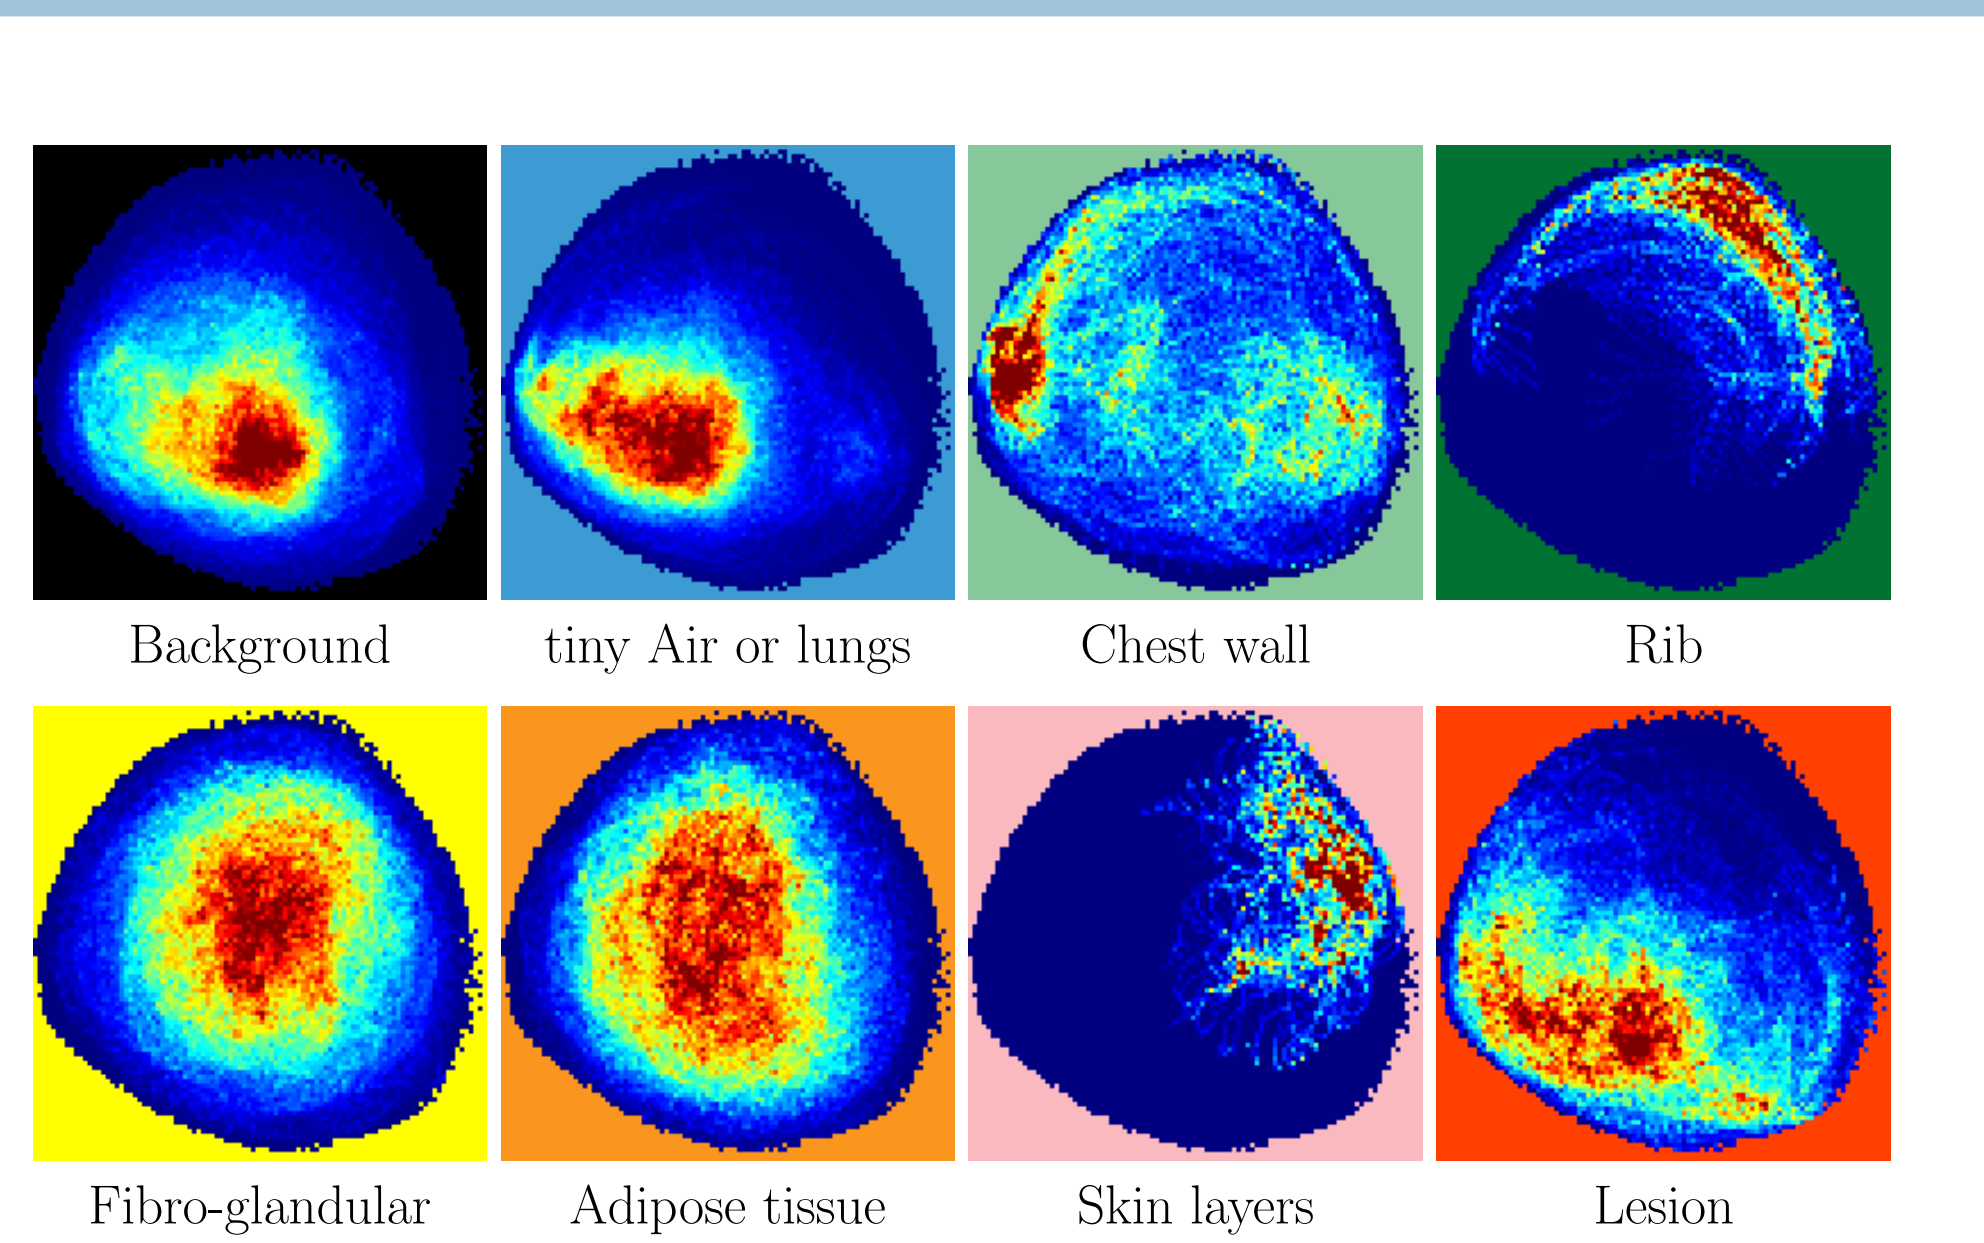 Background
tiny Air or lungs
Chest wall
Rib
Fibro-glandular
Adipose tissue
Skin layers
Lesion